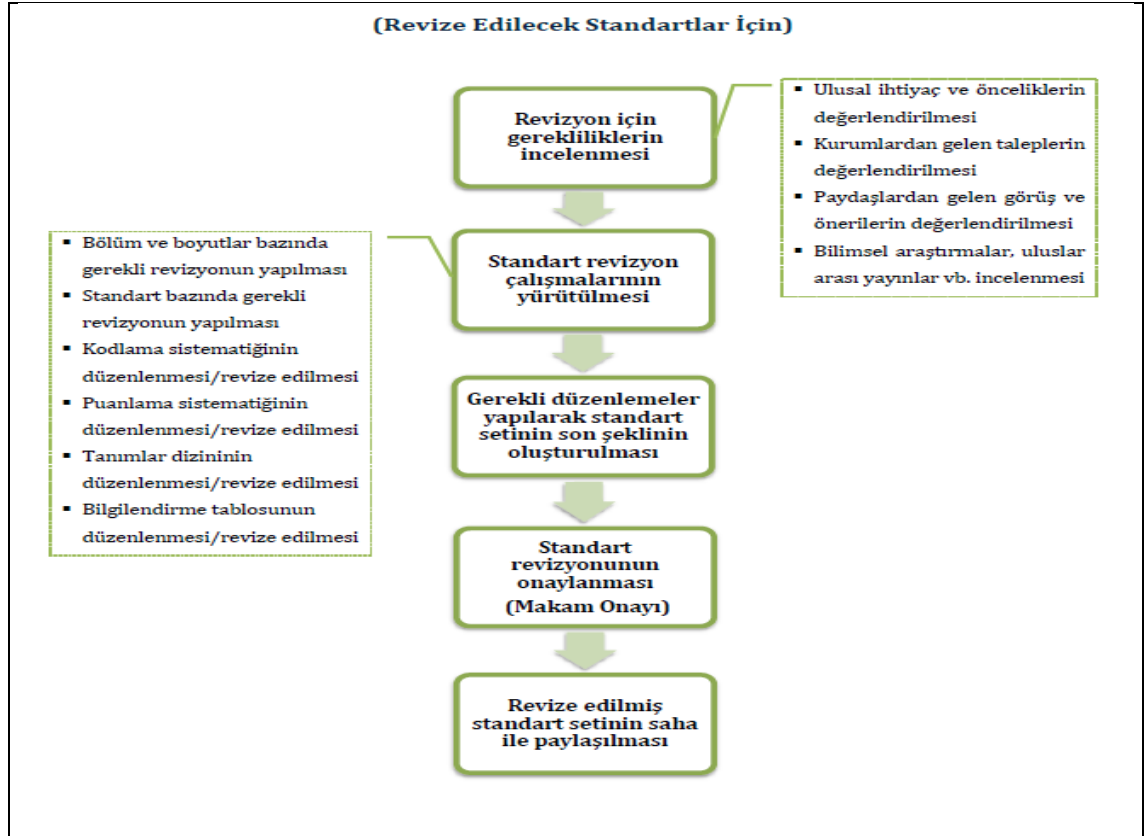 (Revize Edilecek Standartlar İçin)
Revizyon için
gerekliliklerin
incelenmesi
▪ Ulusal ihtiyaç ve önceliklerin
değerlendirilmesi
▪ Kurumlardan gelen taleplerin
değerlendirilmesi
▪ Paydaşlardan gelen görüş ve
önerilerin değerlendirilmesi
▪ Bilimsel araştırmalar, uluslar
arası yayınlar vb. incelenmesi
Standart revizyon
çalışmalarının
yürütülmesi
▪ Bölüm ve boyutlar bazında
gerekli revizyonun yapılması
▪ Standart bazında gerekli
revizyonun yapılması
▪ Kodlama sistematiğinin
düzenlenmesi/revize edilmesi
▪ Puanlama sistematiğinin
düzenlenmesi/revize edilmesi
▪ Tanımlar dizininin
düzenlenmesi/revize edilmesi
▪ Bilgilendirme tablosunun
düzenlenmesi/revize edilmesi
Gerekli düzenlemeler
yapılarak standart
setinin son şeklinin
oluşturulması
Standart
revizyonunun
onaylanması
(Makam Onayı)
Revize edilmiş
standart setinin saha
ile paylaşılması